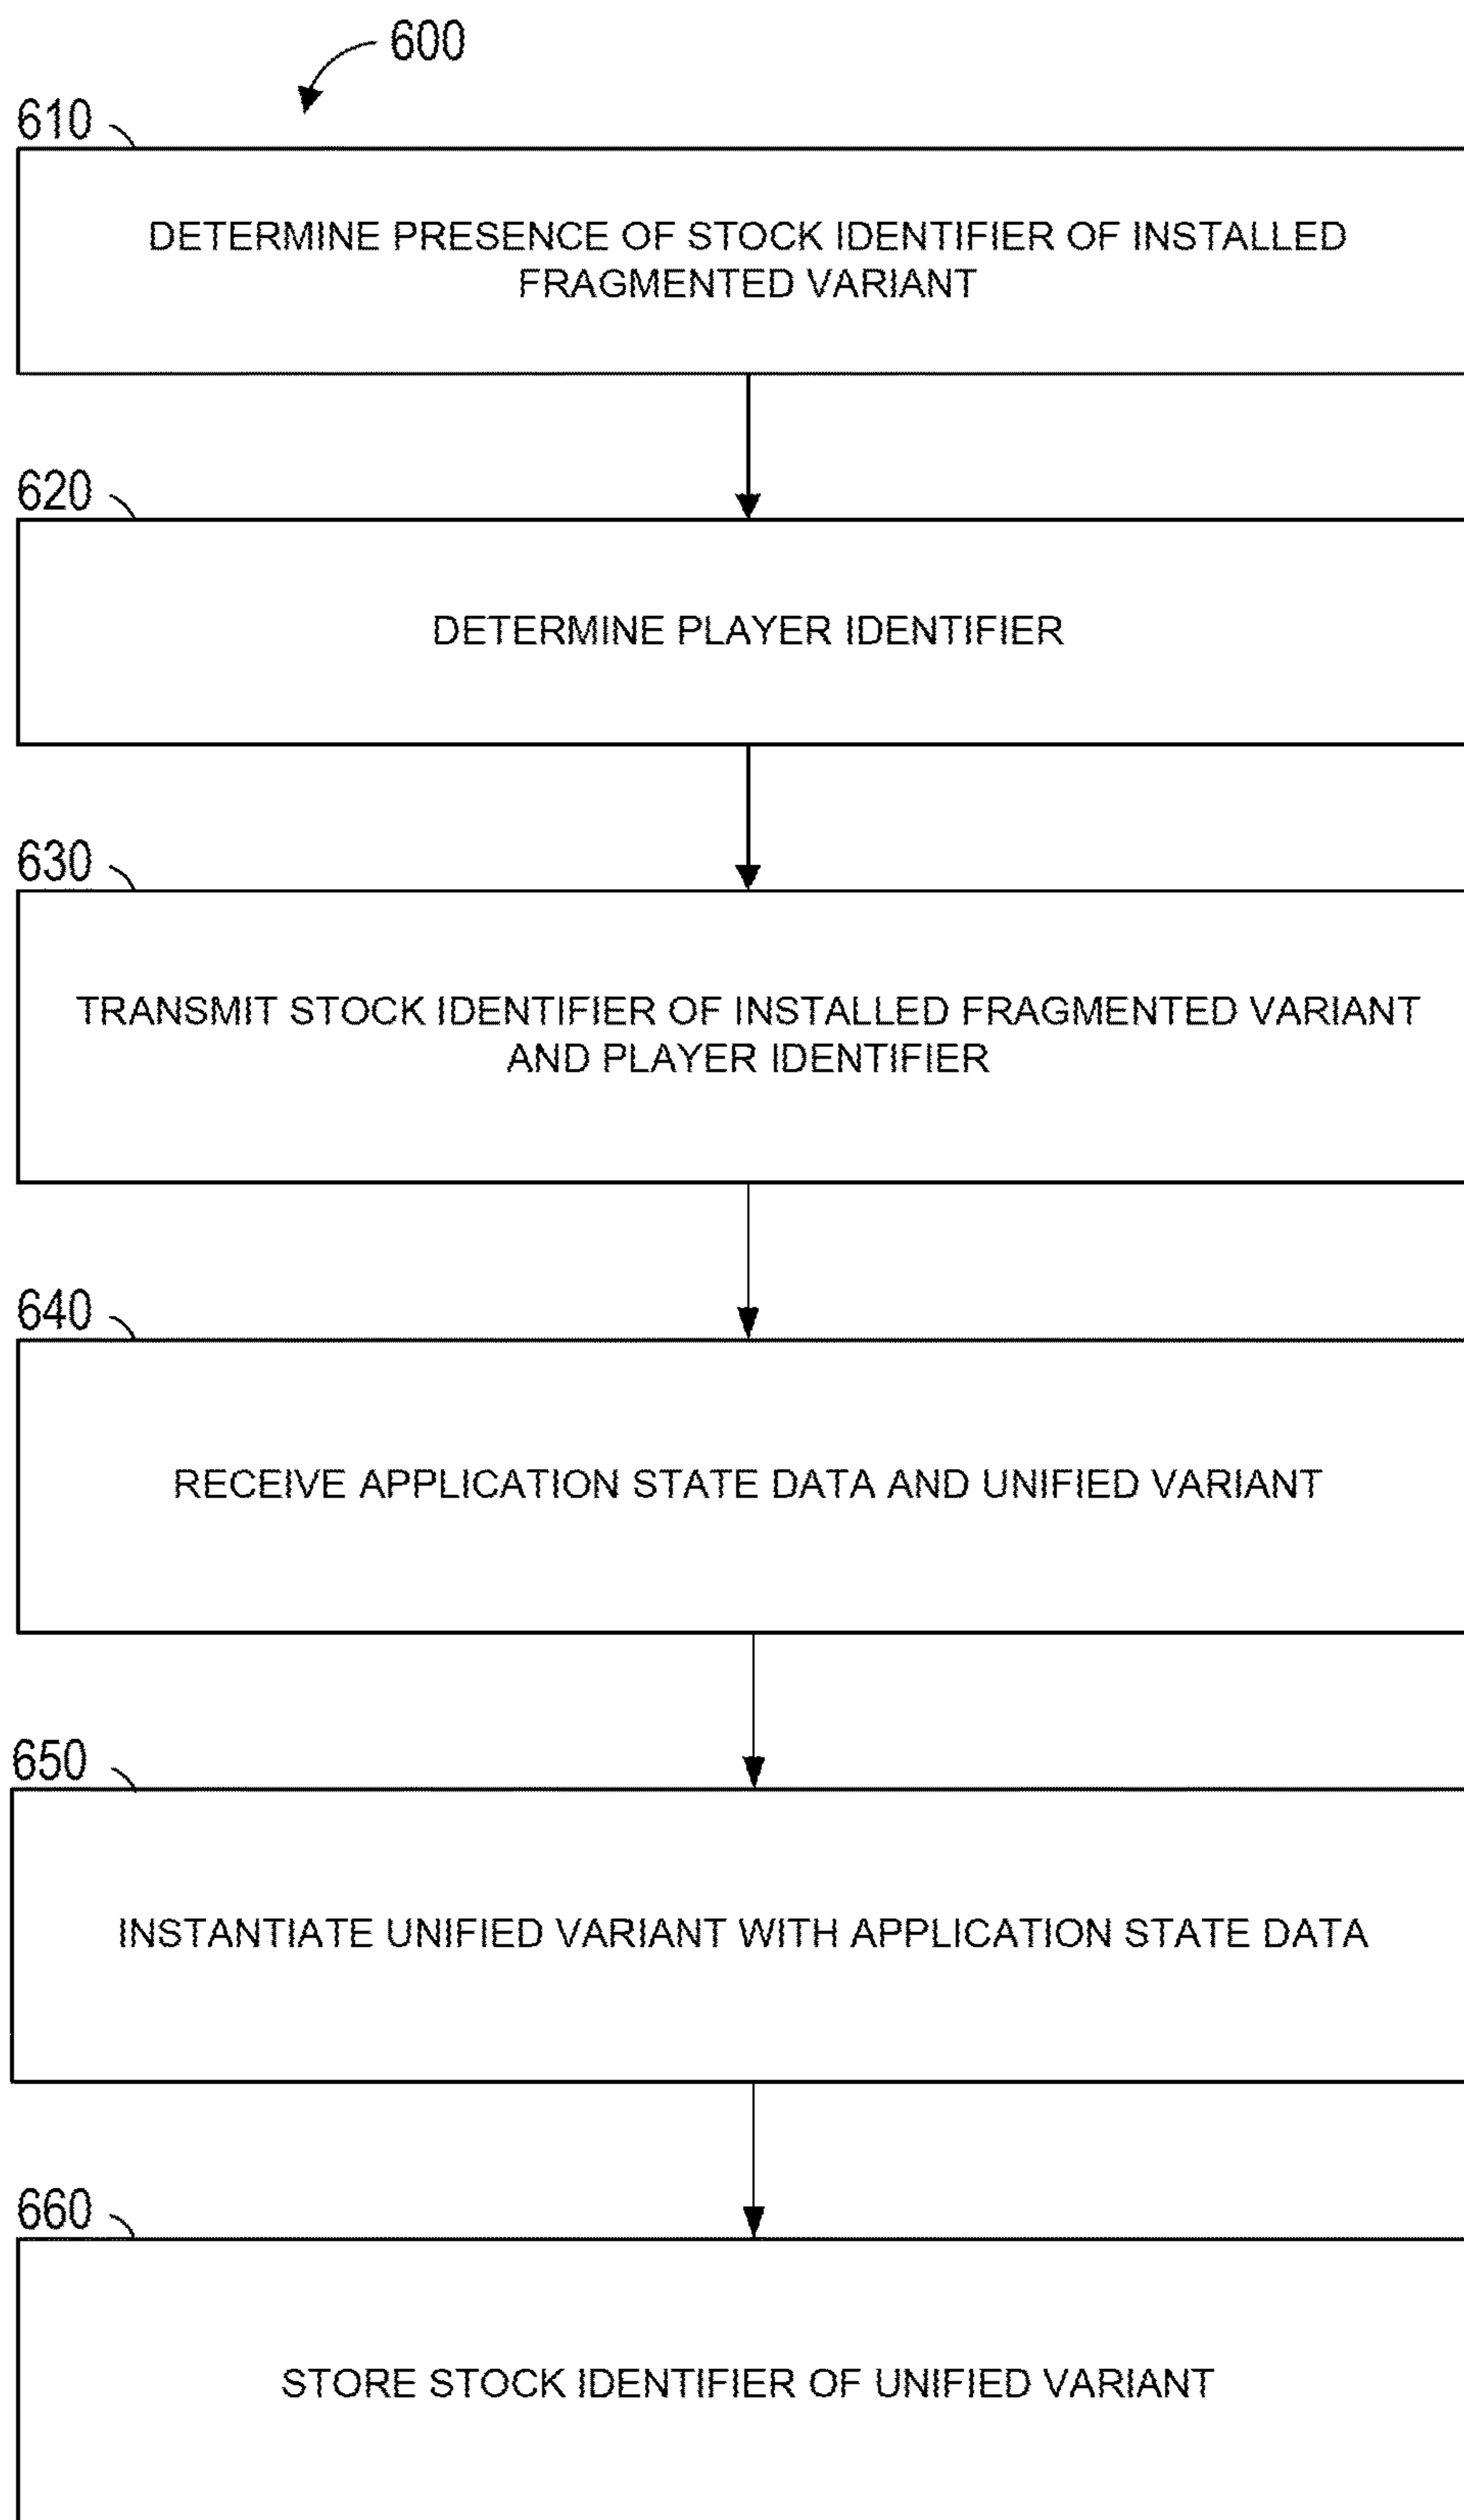 600
610
DETERMINE PRESENCE OF STOCK IDENTIFIER OF INSTALLED
FRAGMENTED VARIANT
620
DETERMINE PLAYER IDENTIFIER
630
TRANSMIT STOCK IDENTIFIER OF INSTALLED FRAGMENTED VARIANT
AND PLAYER IDENTIFIER
640
RECEIVE APPLICATION STATE DATA AND UNIFIED VARIANT
650
INSTANTIATE UNIFIED VARIANT WITH APPLICATION STATE DATA
660
STORE STOCK IDENTIFIER OF UNIFIED VARIANT